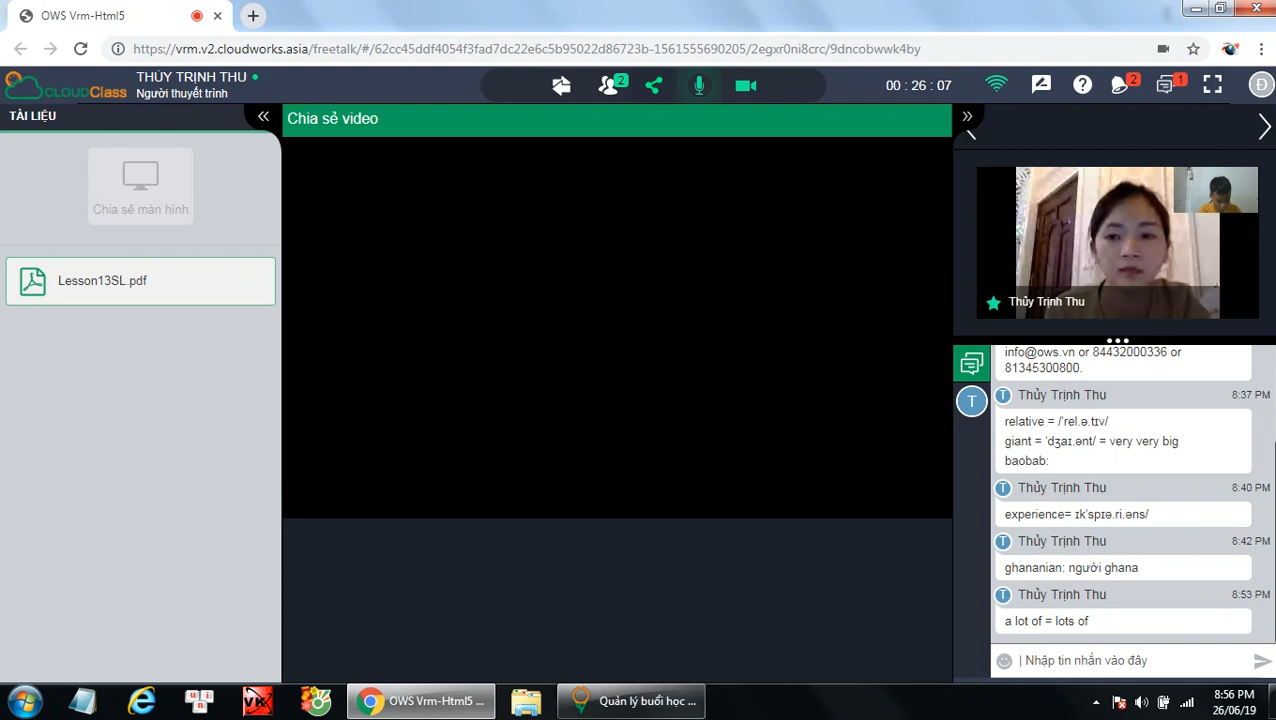 OWS Vrm-Html5
https://vrm.v2.cloudworks.asia/freetalk/#/62cc45ddf4054f3fad7dc22e6c5b95022d86723b-1561555690205/2egxr0ni8crc/9dncobwwk4by
CLOUDClass
THỦY TRỊNH THU
Người thuyết trình
2
00 : 26 : 07
2
1
Đ
TÀI LIỆU
Chia sẻ màn hình
Lesson13SL.pdf
Chia sẻ video
Thủy Trịnh Thu
info@ows.vn or 84432000336 or
81345300800.
T
T Thủy Trịnh Thu 8:37 PM
relative = /ˈrel.ə.tɪv/
giant = ˈdʒaɪ.ənt/ = very very big
baobab:
T Thủy Trịnh Thu 8:40 PM
experience= ɪkˈspɪə.ri.əns/
T Thủy Trịnh Thu 8:42 PM
ghananian: người ghana
T Thủy Trịnh Thu 8:53 PM
a lot of = lots of
Nhập tin nhắn vào đây
OWS Vrm-Html5 ...
Quản lý buổi học ...
8:56 PM
26/06/19